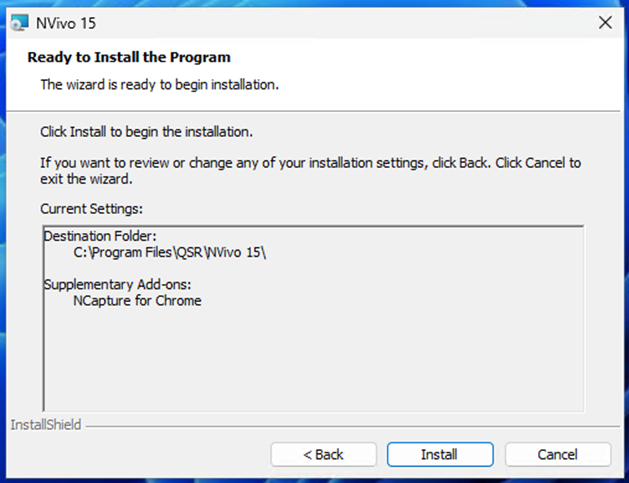 NVivo 15
Ready to Install the Program
The wizard is ready to begin installation.
Click Install to begin the installation.
If you want to review or change any of your installation settings, click Back. Click Cancel to
exit the wizard.
Current Settings:
Destination Folder:
C:\Program Files\QSR\NVivo 15\
Supplementary Add-ons:
NCapture for Chrome
InstallShield
< Back
Install
Cancel